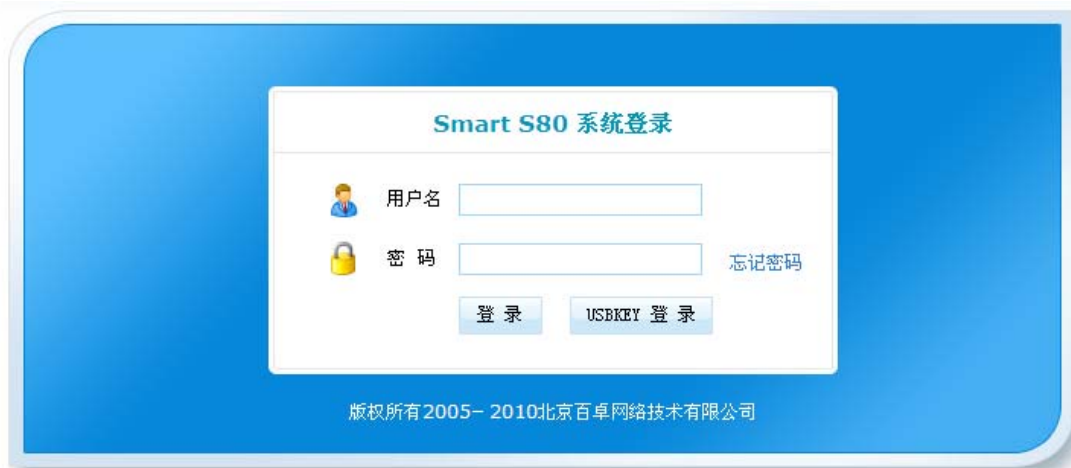 Smart S80 系统登录
用户名
密 码
忘记密码
登 录
USBKEY 登 录
版权所有2005- 2010北京百卓网络技术有限公司